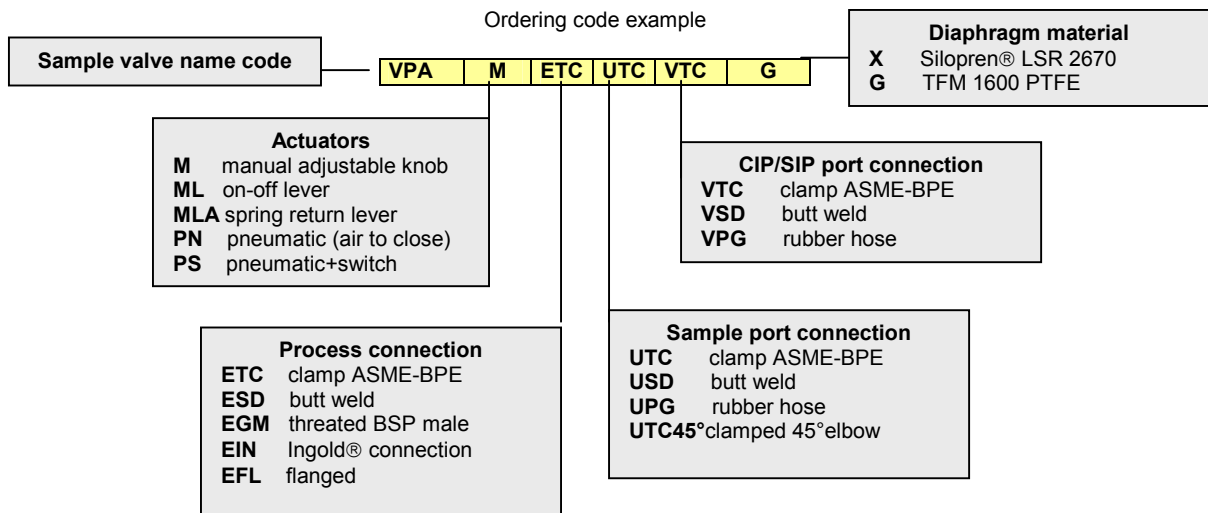 Ordering code example
Sample valve name code
VPA M ETC UTC VTC G
Diaphragm material
X Silopren® LSR 2670
G TFM 1600 PTFE
Actuators
M manual adjustable knob
ML on-off lever
MLA spring return lever
PN pneumatic (air to close)
PS pneumatic+switch
CIP/SIP port connection
VTC clamp ASME-BPE
VSD butt weld
VPG rubber hose
Process connection
ETC clamp ASME-BPE
ESD butt weld
EGM threated BSP male
EIN Ingold® connection
EFL flanged
Sample port connection
UTC clamp ASME-BPE
USD butt weld
UPG rubber hose
UTC45°clamped 45°elbow